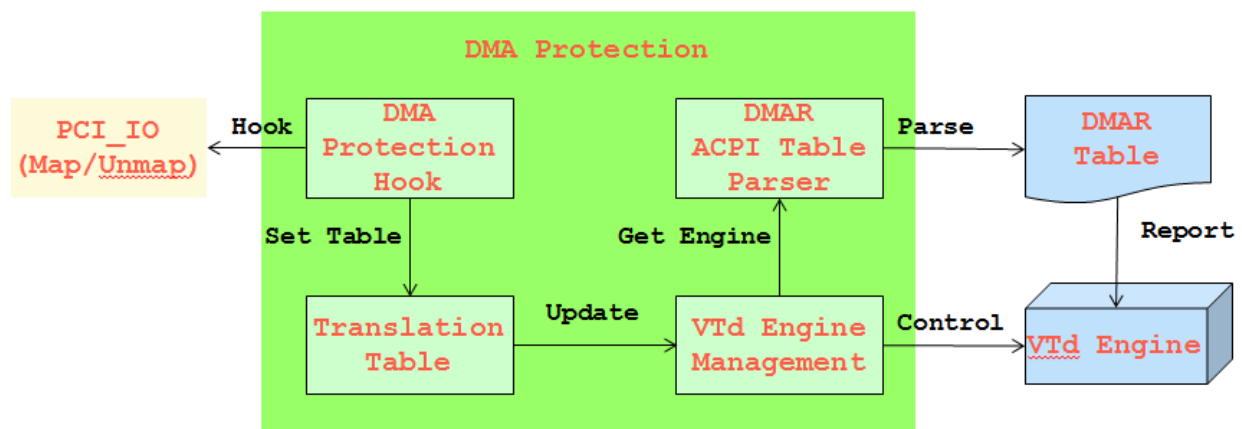 DMA Protection
PCI_IO
(Map/Unmap)
Hook
DMA
Protection
Hook
DMAR
ACPI Table
Parser
Parse
DMAR
Table
Set Table
Get Engine
Report
Translation
Table
Update
VTd Engine
Management
Control
VTd Engine